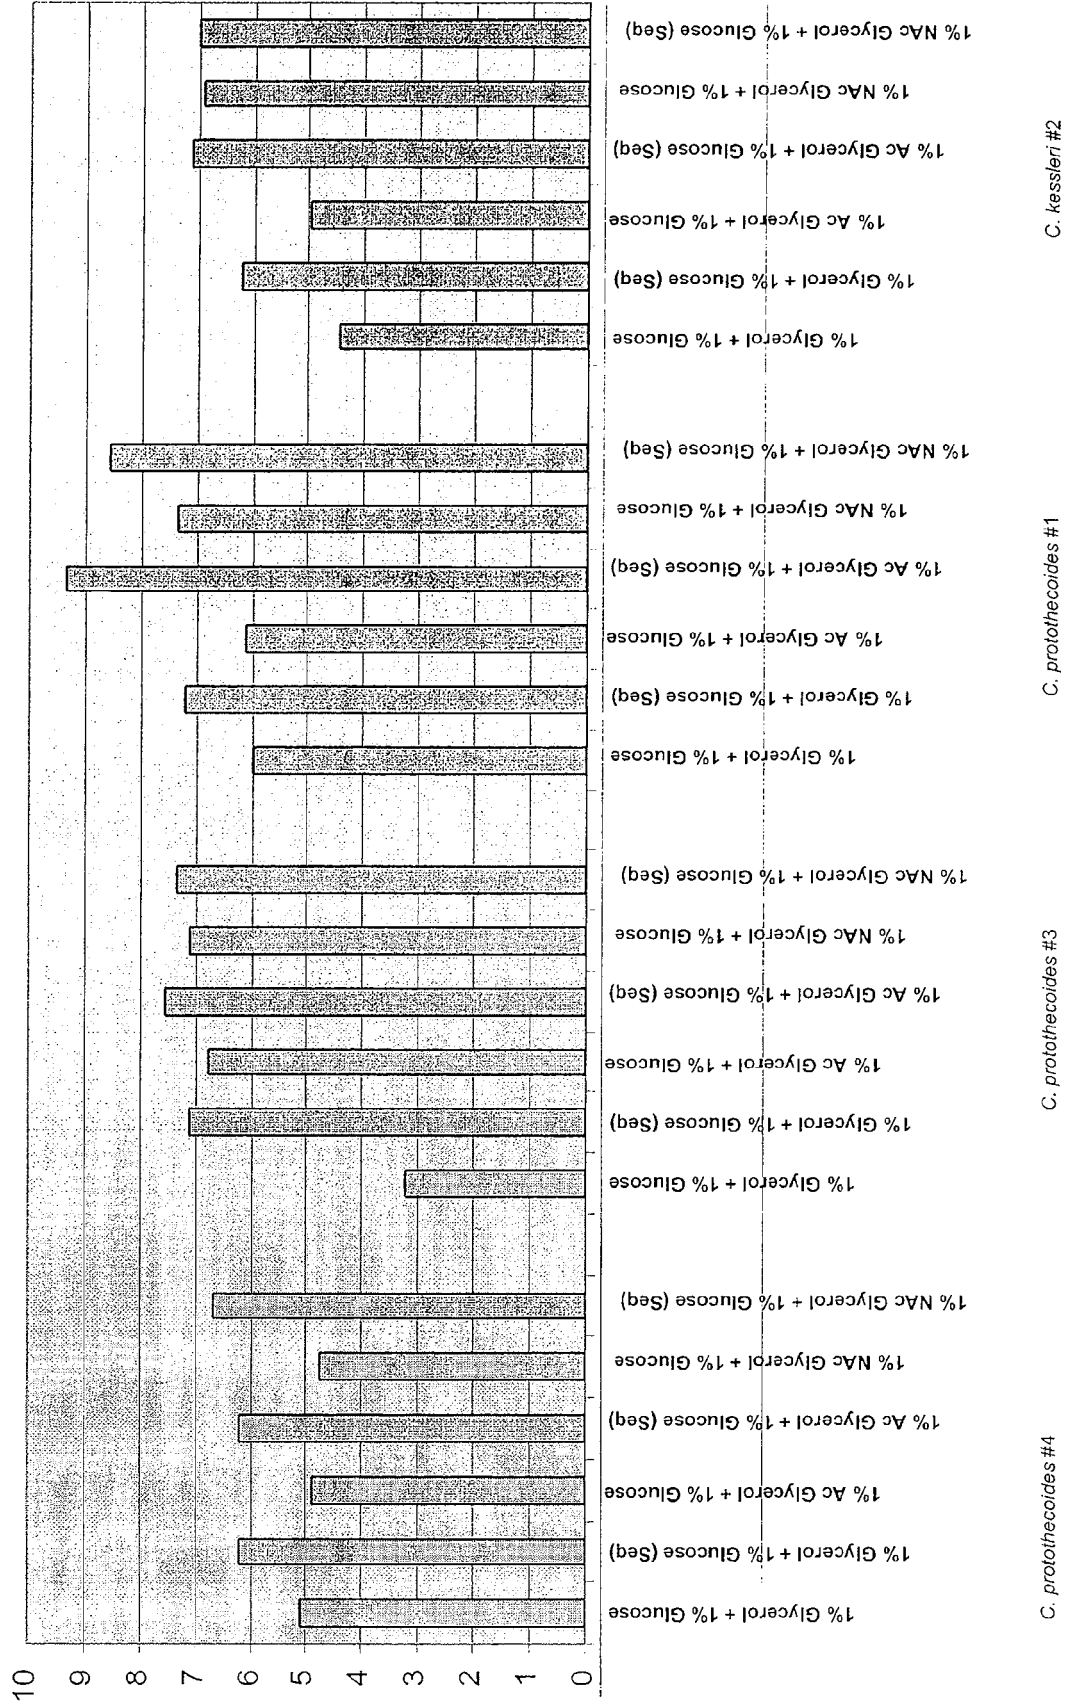 10
9
8
7
6
5
4
3
2
1
0
1% Glycerol + 1% Glucose
1% Glycerol + 1% Glucose (Seq)
1% Ac Glycerol + 1% Glucose
1% Ac Glycerol + 1% Glucose (Seq)
1% NAc Glycerol + 1% Glucose
1% NAc Glycerol + 1% Glucose (Seq)
1% Glycerol + 1% Glucose
1% Glycerol + 1% Glucose (Seq)
1% Ac Glycerol + 1% Glucose
1% Ac Glycerol + 1% Glucose (Seq)
1% NAc Glycerol + 1% Glucose
1% NAc Glycerol + 1% Glucose (Seq)
1% Glycerol + 1% Glucose
1% Glycerol + 1% Glucose (Seq)
1% Ac Glycerol + 1% Glucose
1% Ac Glycerol + 1% Glucose (Seq)
1% NAc Glycerol + 1% Glucose
1% NAc Glycerol + 1% Glucose (Seq)
1% Glycerol + 1% Glucose
1% Glycerol + 1% Glucose (Seq)
1% Ac Glycerol + 1% Glucose
1% Ac Glycerol + 1% Glucose (Seq)
1% NAc Glycerol + 1% Glucose
1% NAc Glycerol + 1% Glucose (Seq)
C. protothecoides #4
C. protothecoides #3
C. protothecoides #1
C. kessleri #2